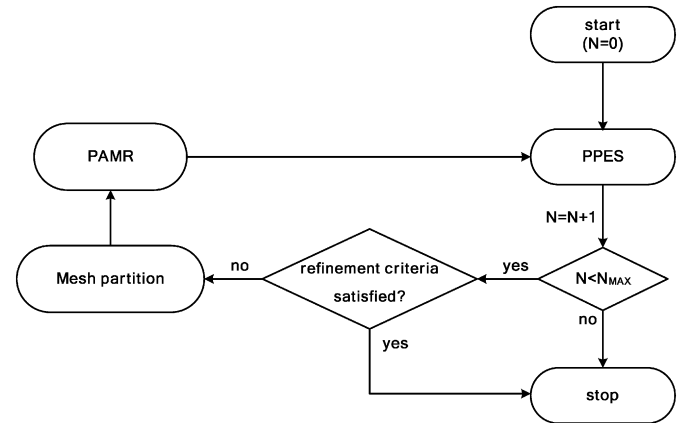 start
(N=0)
PAMR
PPES
N=N+1
no
refinement criteria
satisfied?
yes
N<NMAX
Mesh partition
no
yes
stop